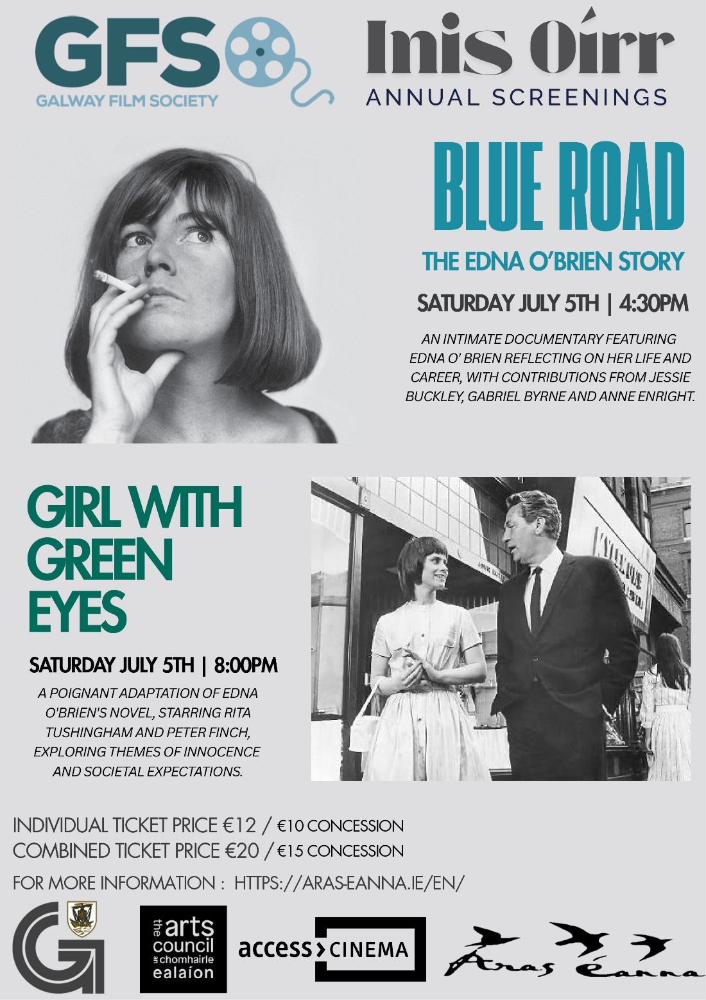 GFS
GALWAY FILM SOCIETY
Inis Oírr
ANNUAL SCREENINGS
BLUE ROAD
THE EDNA O'BRIEN STORY
SATURDAY JULY 5TH | 4:30PM
AN INTIMATE DOCUMENTARY FEATURING
EDNA O' BRIEN REFLECTING ON HER LIFE AND
CAREER, WITH CONTRIBUTIONS FROM JESSIE
BUCKLEY, GABRIEL BYRNE AND ANNE ENRIGHT.
GIRL WITH
GREEN
EYES
SATURDAY JULY 5TH | 8:00PM
A POIGNANT ADAPTATION OF EDNA
O'BRIEN'S NOVEL, STARRING RITA
TUSHINGHAM AND PETER FINCH,
EXPLORING THEMES OF INNOCENCE
AND SOCIETAL EXPECTATIONS.
INDIVIDUAL TICKET PRICE €12 / €10 CONCESSION
COMBINED TICKET PRICE €20 / €15 CONCESSION
FOR MORE INFORMATION : HTTPS://ARAS-EANNA.IE/EN/
G
the arts
council
an chomhairle
ealaíon
access CINEMA
Áras éanna